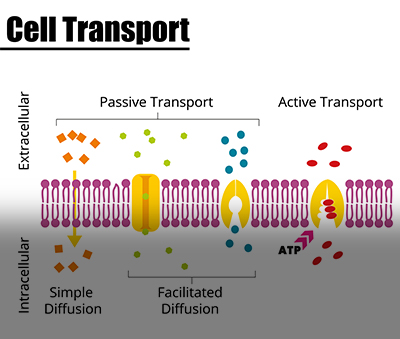 Cell Transport
Passive Transport
Active Transport
Extracellular
Intracellular
ATP
Simple
Diffusion
Facilitated
Diffusion